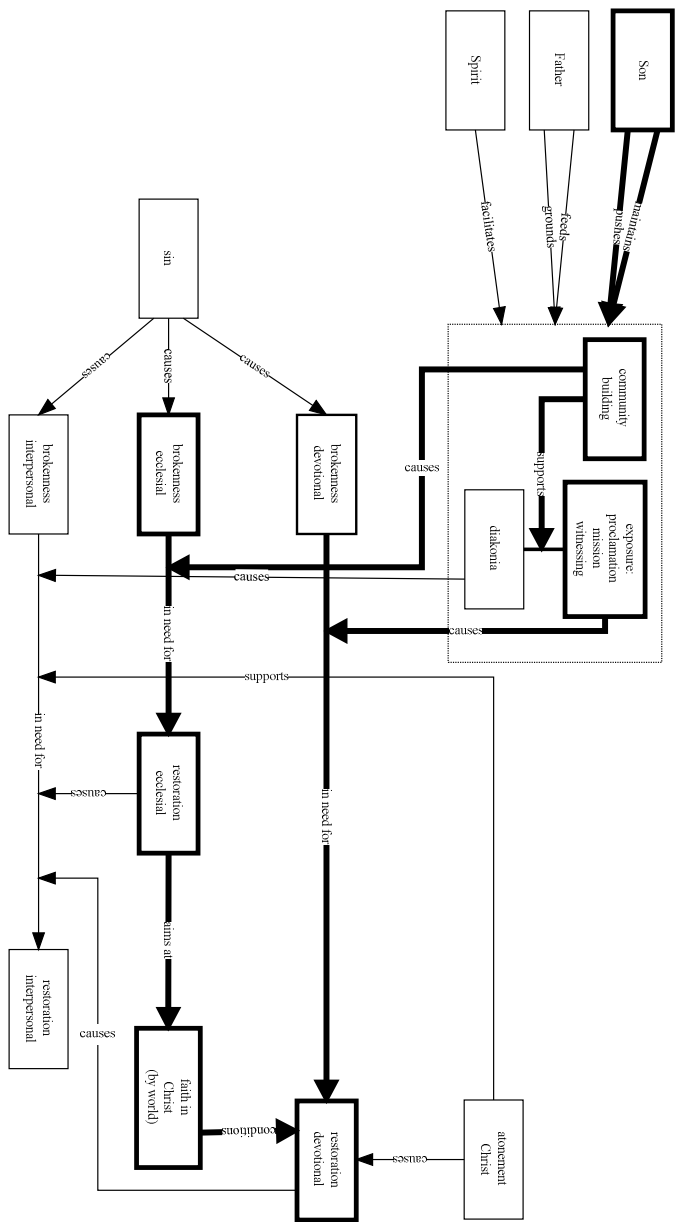 Spirit
Father
Son
facilitates
grounds
feeds
pushes
maintains
sin
causes
causes
causes
community
building
supports
causes
exposure:
proclamation
mission
witnessing
diakonia
brokenness
interpersonal
brokenness
ecclesial
brokenness
devotional
causes
causes
in need for
supports
in need for
restoration
ecclesial
causes
in need for
aims at
restoration
interpersonal
causes
faith in
Christ
(by world)
conditions
restoration
devotional
causes
atonement
Christ